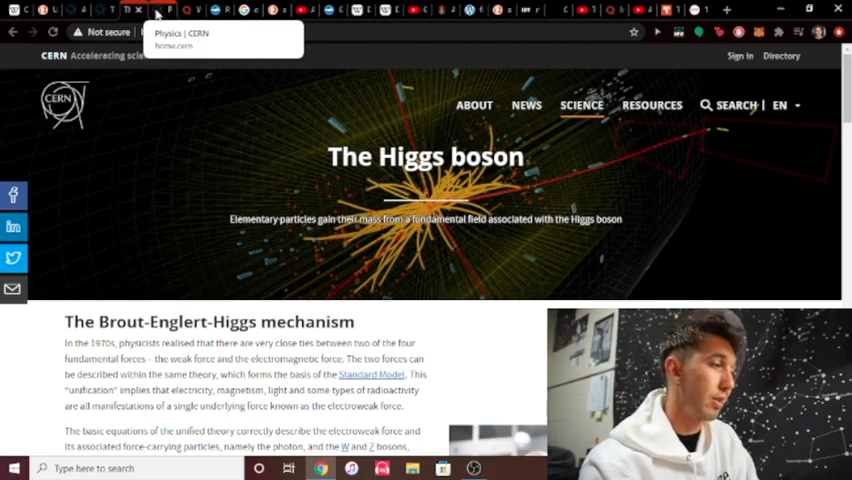 Physics | CERN
home.cern
Not secure
CERN Accelerating scie
Sign in Directory
CERN
ABOUT NEWS SCIENCE RESOURCES SEARCH | EN
The Higgs boson
Elementary particles gain their mass from a fundamental field associated with the Higgs boson
The Brout-Englert-Higgs mechanism
In the 1970s, physicists realised that there are very close ties between two of the four
fundamental forces – the weak force and the electromagnetic force. The two forces can
be described within the same theory, which forms the basis of the Standard Model. This
“unification” implies that electricity, magnetism, light and some types of radioactivity
are all manifestations of a single underlying force known as the electroweak force.
The basic equations of the unified theory correctly describe the electroweak force and
its associated force-carrying particles, namely the photon, and the W and Z bosons,
Type here to search